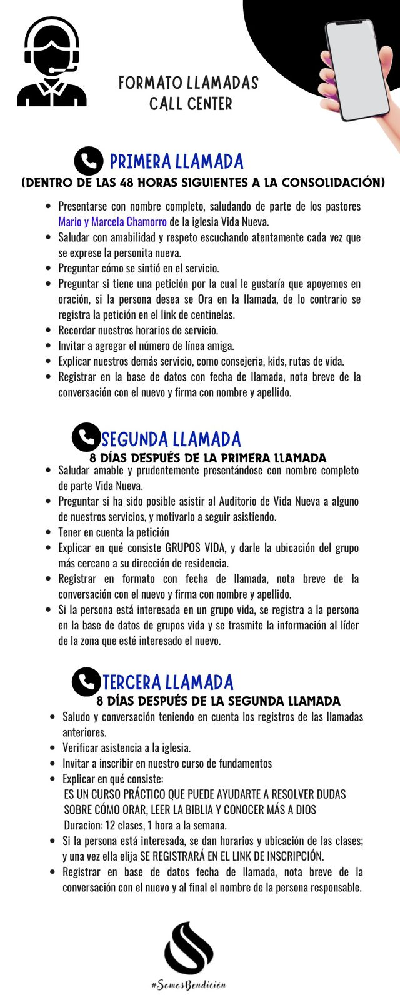 FORMATO LLAMADAS
CALL CENTER
PRIMERA LLAMADA
(DENTRO DE LAS 48 HORAS SIGUIENTES A LA CONSOLIDACIÓN)
• Presentarse con nombre completo, saludando de parte de los pastores
Mario y Marcela Chamorro de la iglesia Vida Nueva.
• Saludar con amabilidad y respeto escuchando atentamente cada vez que
se exprese la personita nueva.
• Preguntar cómo se sintió en el servicio.
• Preguntar si tiene una petición por la cual le gustaría que apoyemos en
oración, si la persona desea se Ora en la llamada, de lo contrario se
registra la petición en el link de centinelas.
• Recordar nuestros horarios de servicio.
• Invitar a agregar el número de línea amiga.
• Explicar nuestros demás servicio, como consejeria, kids, rutas de vida.
• Registrar en la base de datos con fecha de llamada, nota breve de la
conversación con el nuevo y firma con nombre y apellido.
SEGUNDA LLAMADA
8 DÍAS DESPUÉS DE LA PRIMERA LLAMADA
• Saludar amable y prudentemente presentándose con nombre completo
de parte Vida Nueva.
• Preguntar si ha sido posible asistir al Auditorio de Vida Nueva a alguno
de nuestros servicios, y motivarlo a seguir asistiendo.
• Tener en cuenta la petición
• Explicar en qué consiste GRUPOS VIDA, y darle la ubicación del grupo
más cercano a su dirección de residencia.
• Registrar en formato con fecha de llamada, nota breve de la
conversación con el nuevo y firma con nombre y apellido.
• Si la persona está interesada en un grupo vida, se registra a la persona
en la base de datos de grupos vida y se trasmite la información al líder
de la zona que esté interesado el nuevo.
TERCERA LLAMADA
8 DÍAS DESPUÉS DE LA SEGUNDA LLAMADA
• Saludo y conversación teniendo en cuenta los registros de las llamadas
anteriores.
• Verificar asistencia a la iglesia.
• Invitar a inscribir en nuestro curso de fundamentos
• Explicar en qué consiste:
ES UN CURSO PRÁCTICO QUE PUEDE AYUDARTE A RESOLVER DUDAS
SOBRE CÓMO ORAR, LEER LA BIBLIA Y CONOCER MÁS A DIOS
Duracion: 12 clases, 1 hora a la semana.
• Si la persona está interesada, se dan horarios y ubicación de las clases;
y una vez ella elija SE REGISTRARÁ EN EL LINK DE INSCRIPCIÓN.
• Registrar en base de datos fecha de llamada, nota breve de la
conversación con el nuevo y al final el nombre de la persona responsable.
#SomosBendición